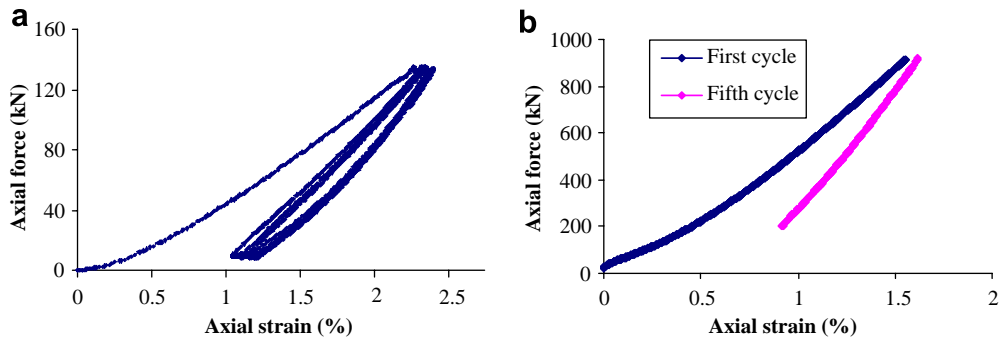 a
160
120
80
40
0
Axial force (kN)
0 0.5 1 1.5 2 2.5
Axial strain (%)
b
1000
800
600
400
200
0
Axial force (kN)
First cycle
Fifth cycle
0 0.5 1 1.5 2
Axial strain (%)